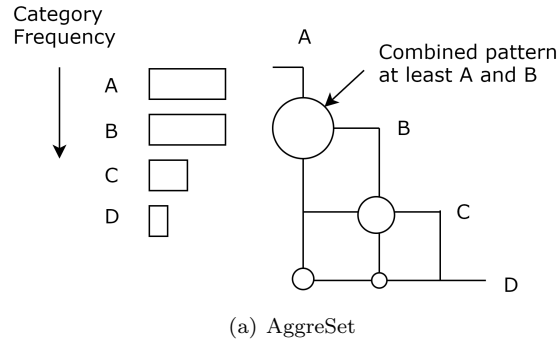 Category
Frequency
A
B
C
D
A
Combined pattern
at least A and B
B
C
D
(a) AggreSet